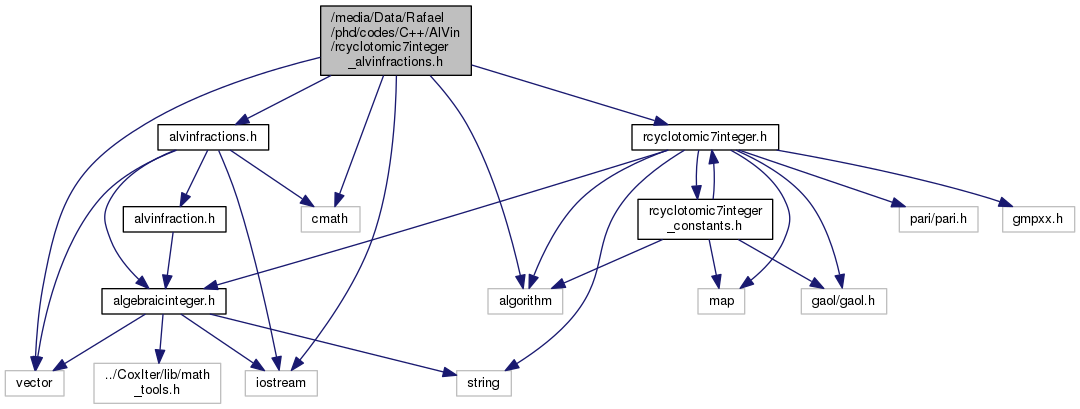 /media/Data/Rafael
/phd/codes/C++/AlVin
/rcyclotomic7integer
_alvinfractions.h
alvinfractions.h
rcyclotomic7integer.h
alvinfraction.h
cmath
rcyclotomic7integer
_constants.h
pari/pari.h
gmpxx.h
algebraicinteger.h
algorithm
map
gaol/gaol.h
vector
../CoxIter/lib/math
_tools.h
iostream
string